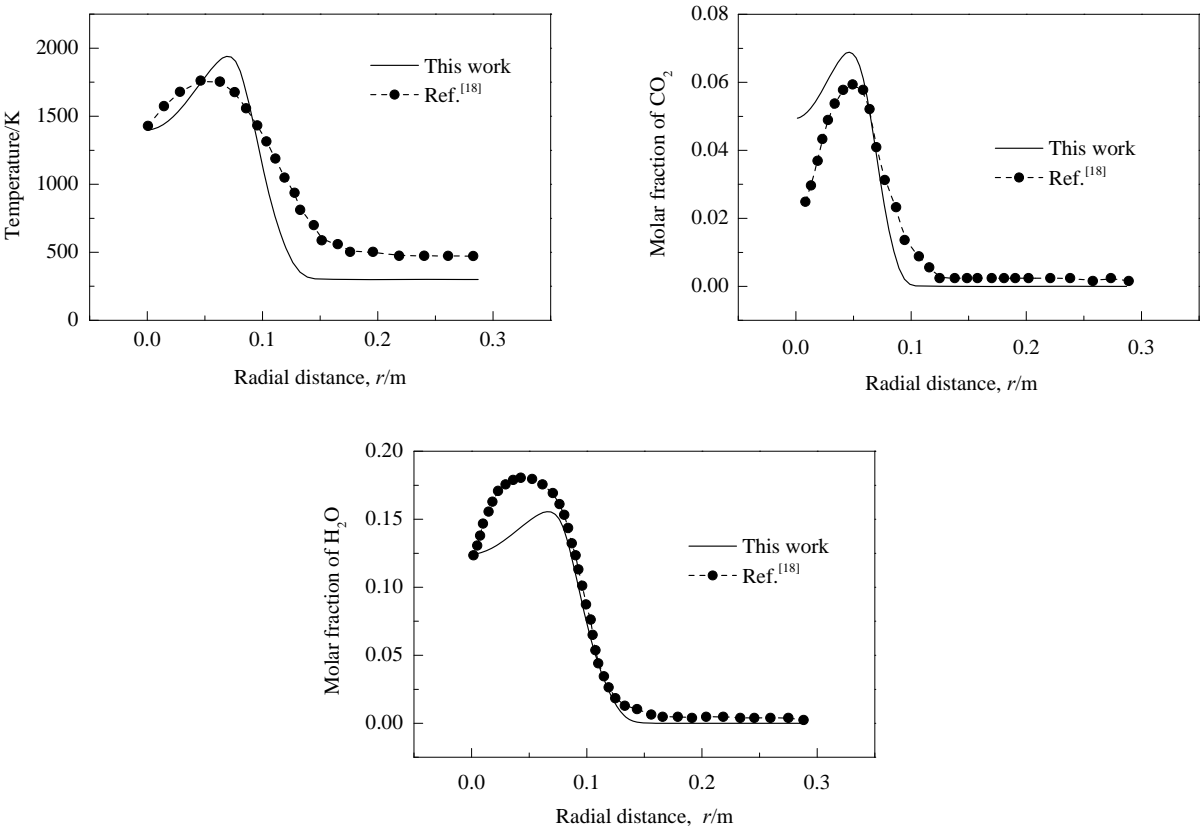 2000
1500
1000
500
0
Temperature/K
This work
Ref.[18]
0.0 0.1 0.2 0.3
Radial distance, r/m
0.08
0.06
0.04
0.02
0.00
Molar fraction of CO2
This work
Ref.[18]
0.0 0.1 0.2 0.3
Radial distance, r/m
0.20
0.15
0.10
0.05
0.00
Molar fraction of H2O
This work
Ref.[18]
0.0 0.1 0.2 0.3
Radial distance, r/m